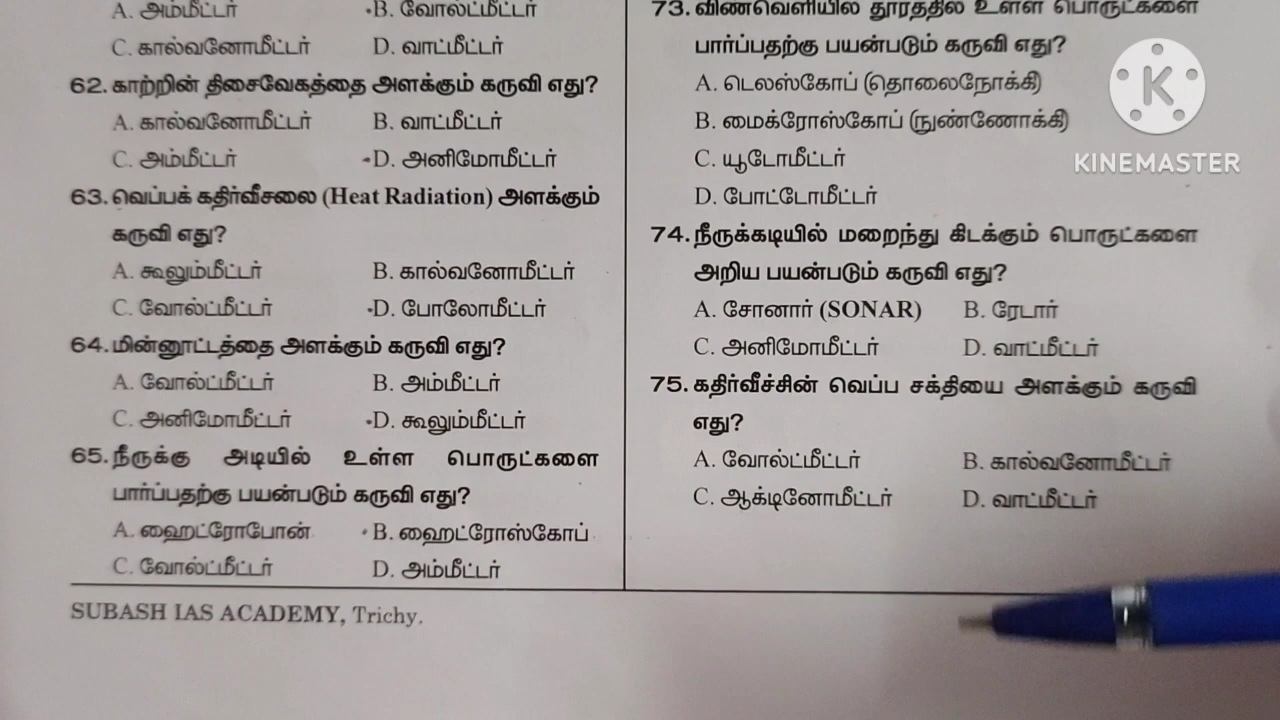 A. அம்மீட்டர் B. வோல்ட்மீட்டர்
C. கால்வனோமீட்டர் D. வாட்மீட்டர்
62. காற்றின் திசைவேகத்தை அளக்கும் கருவி எது?
A. கால்வனோமீட்டர் B. வாட்மீட்டர்
C. அம்மீட்டர் D. அனிமோமீட்டர்
63. வெப்பக் கதிர்வீசலை (Heat Radiation) அளக்கும்
கருவி எது?
A. கூலும்மீட்டர் B. கால்வனோமீட்டர்
C. வோல்ட்மீட்டர் D. போலோமீட்டர்
64. மின்னூட்டத்தை அளக்கும் கருவி எது?
A. வோல்ட்மீட்டர் B. அம்மீட்டர்
C. அனிமோமீட்டர் D. கூலும்மீட்டர்
65. நீருக்கு அடியில் உள்ள பொருட்களை
பார்ப்பதற்கு பயன்படும் கருவி எது?
A. ஹைட்ரோபோன் B. ஹைட்ரோஸ்கோப்
C. வோல்ட்மீட்டர் D. அம்மீட்டர்
SUBASH IAS ACADEMY, Trichy.
73. விண்வெளியில் தூரத்தில் உள்ள பொருட்களை
பார்ப்பதற்கு பயன்படும் கருவி எது?
A. டெலஸ்கோப் (தொலைநோக்கி)
B. மைக்ரோஸ்கோப் (நுண்ணோக்கி)
C. யூடோமீட்டர்
D. போட்டோமீட்டர்
74. நீருக்கடியில் மறைந்து கிடக்கும் பொருட்களை
அறிய பயன்படும் கருவி எது?
A. சோனார் (SONAR) B. ரேடார்
C. அனிமோமீட்டர் D. வாட்மீட்டர்
75. கதிர்வீச்சின் வெப்ப சக்தியை அளக்கும் கருவி
எது?
A. வோல்ட்மீட்டர் B. கால்வனோமீட்டர்
C. ஆக்டினோமீட்டர் D. வாட்மீட்டர்
K
KINEMASTER